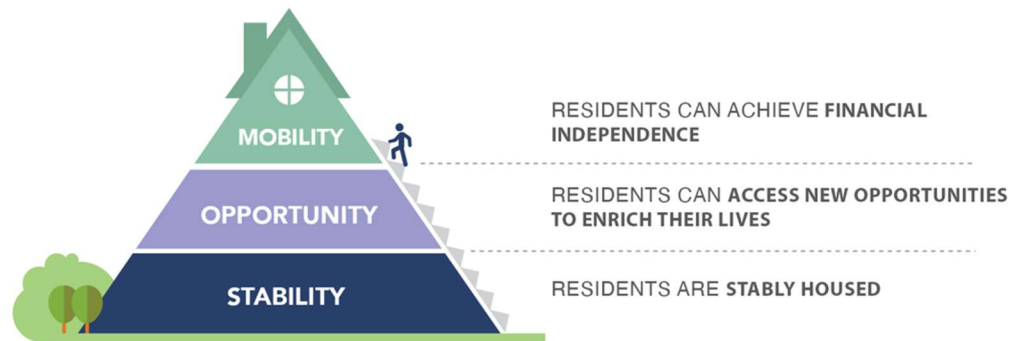 MOBILITY
RESIDENTS CAN ACHIEVE FINANCIAL
INDEPENDENCE
OPPORTUNITY
RESIDENTS CAN ACCESS NEW OPPORTUNITIES
TO ENRICH THEIR LIVES
STABILITY
RESIDENTS ARE STABLY HOUSED